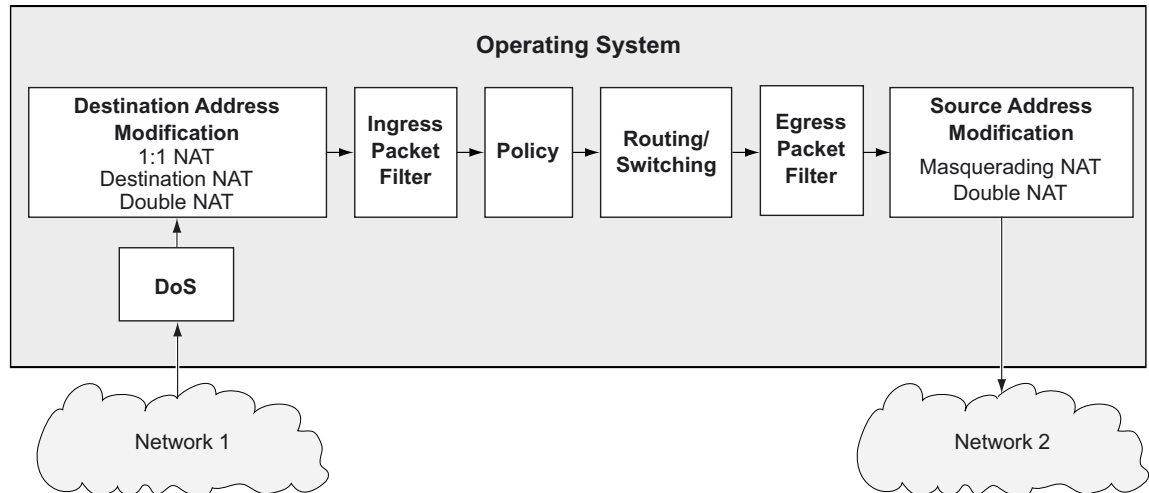 Operating System
Destination Address
Modification
1:1 NAT
Destination NAT
Double NAT
Ingress
Packet
Filter
Policy
Routing/
Switching
Egress
Packet
Filter
Source Address
Modification
Masquerading NAT
Double NAT
DoS
Network 1
Network 2